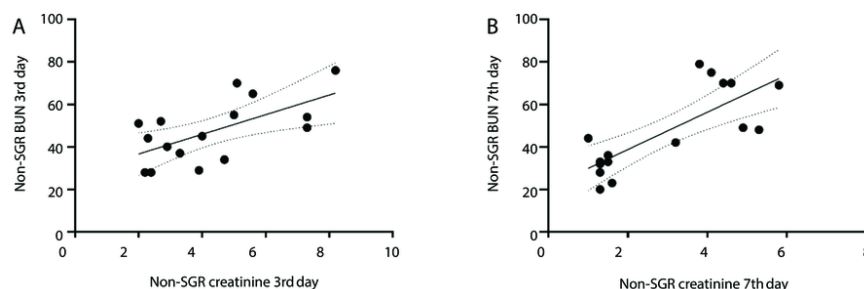 A
Non-SGR BUN 3rd day
100
80
60
40
20
0
0 2 4 6 8 10
Non-SGR creatinine 3rd day
B
Non-SGR BUN 7th day
100
80
60
40
20
0
0 2 4 6 8
Non-SGR creatinine 7th day